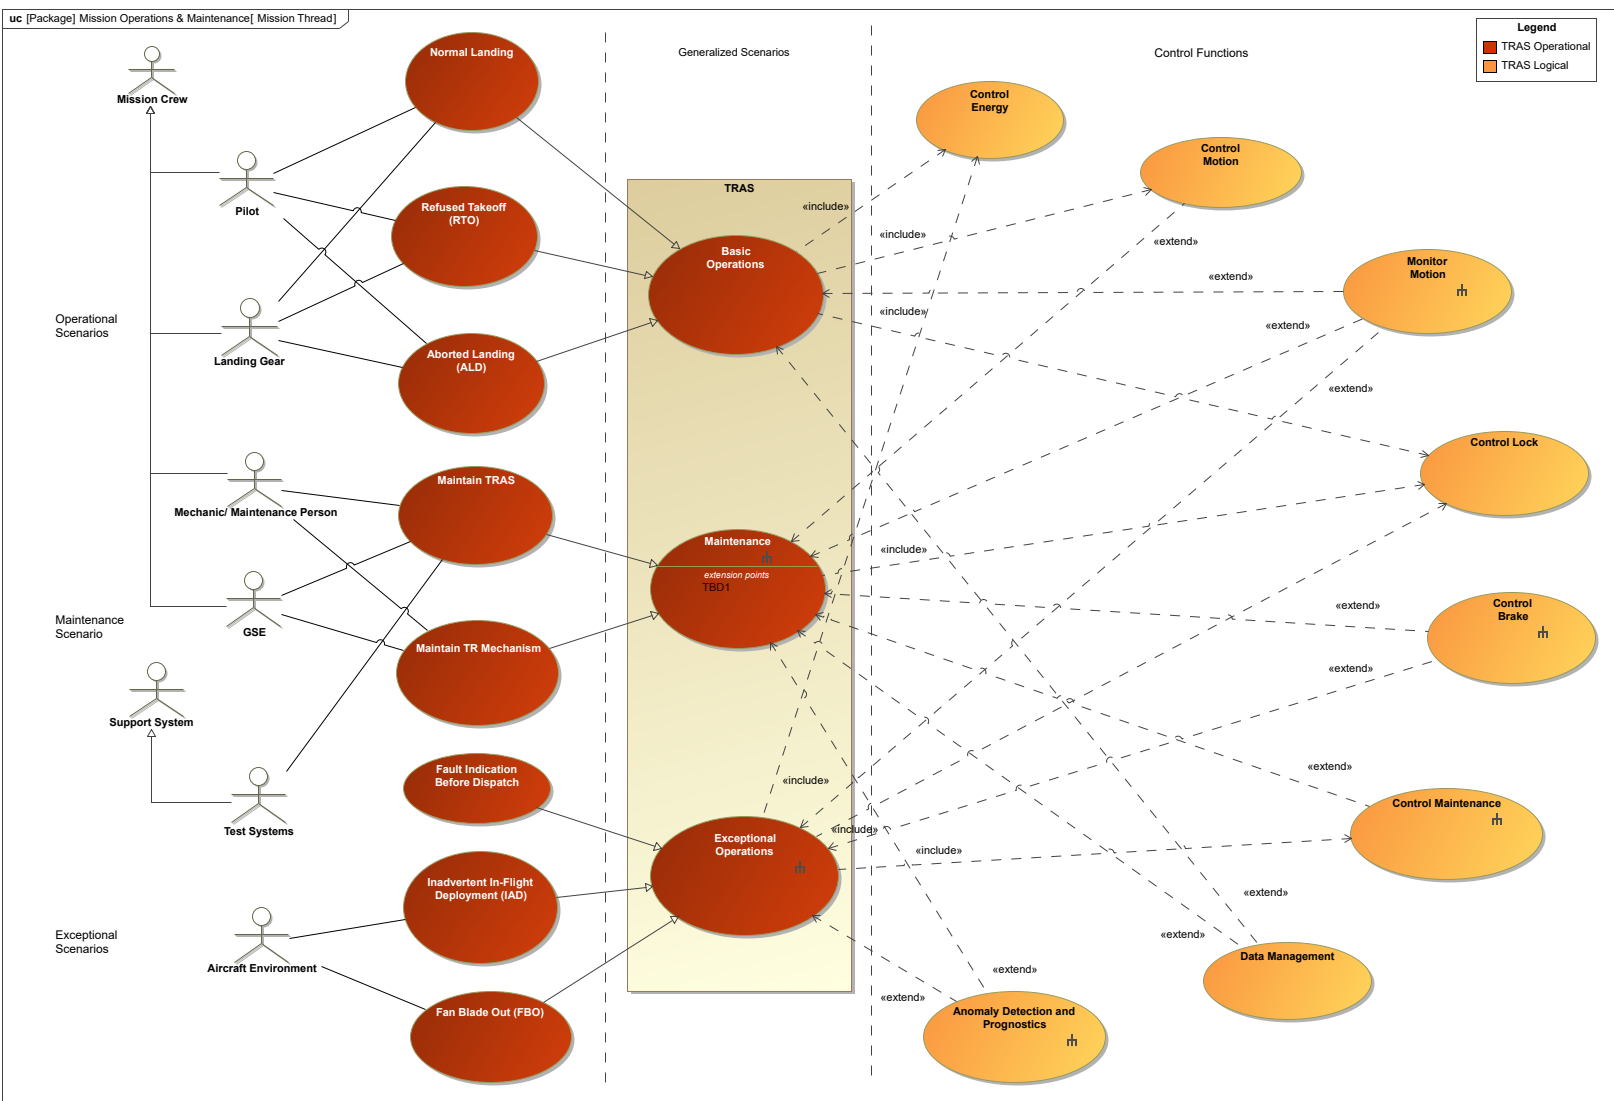 uc [Package] Mission Operations & Maintenance[ Mission Thread]
Legend
TRAS Operational
TRAS Logical
Generalized Scenarios
Control Functions
Mission Crew
Pilot
Landing Gear
Operational
Scenarios
Mechanic/ Maintenance Person
GSE
Maintenance
Scenario
Support System
Test Systems
Exceptional
Scenarios
Aircraft Environment
Normal Landing
Refused Takeoff
(RTO)
Aborted Landing
(ALD)
Maintain TRAS
Maintain TR Mechanism
Fault Indication
Before Dispatch
Inadvertent In-Flight
Deployment (IAD)
Fan Blade Out (FBO)
TRAS
Basic
Operations
Maintenance
extension points
TBD1
Exceptional
Operations
Control
Energy
Control
Motion
Monitor
Motion
Control Lock
Control
Brake
Control Maintenance
Data Management
Anomaly Detection and
Prognostics
«include»
«include»
«extend»
«extend»
«include»
«extend»
«extend»
«include»
«extend»
«extend»
«extend»
«include»
«include»
«include»
«extend»
«extend»
«extend»
«extend»